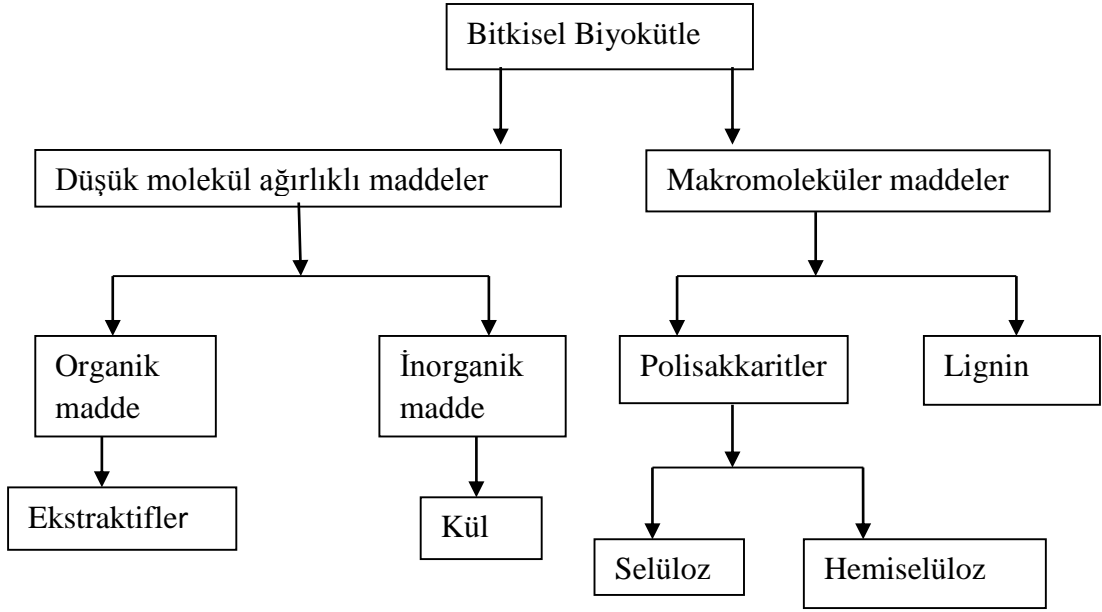 Bitkisel Biyokütle
Düşük molekül ağırlıklı maddeler
Makromoleküler maddeler
Organik
madde
İnorganik
madde
Polisakkaritler
Lignin
Ekstraktifler
Kül
Selüloz
Hemiselüloz